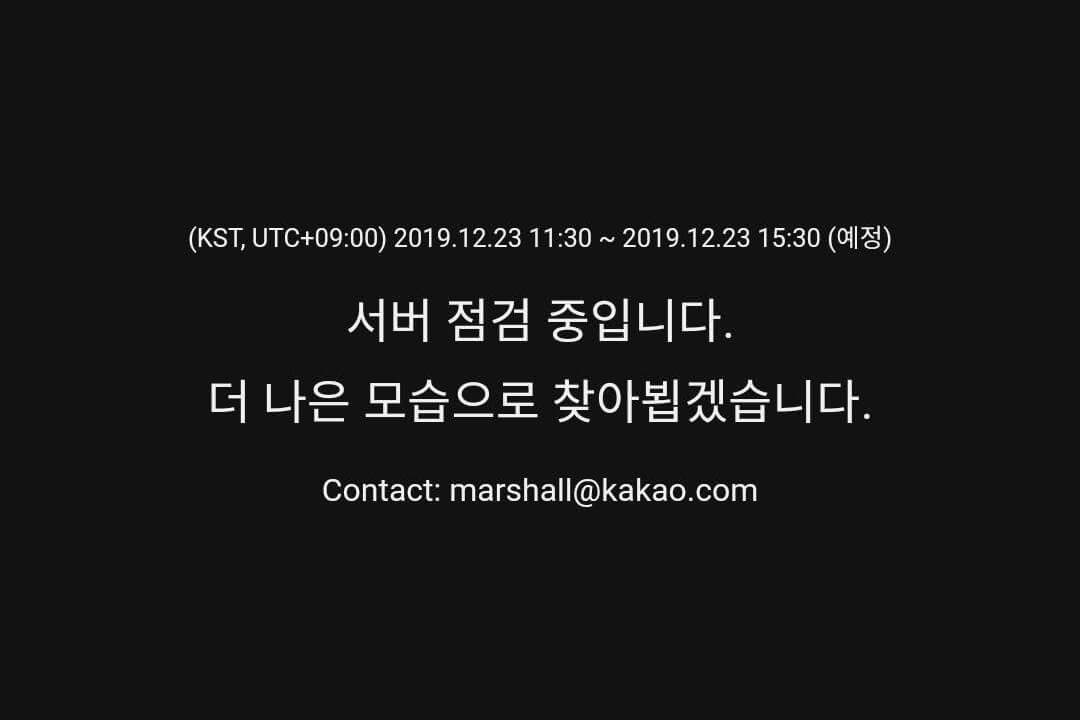 (KST, UTC+09:00) 2019.12.23 11:30 ~ 2019.12.23 15:30 (예정)
서버 점검 중입니다.
더 나은 모습으로 찾아뵙겠습니다.
Contact: marshall@kakao.com